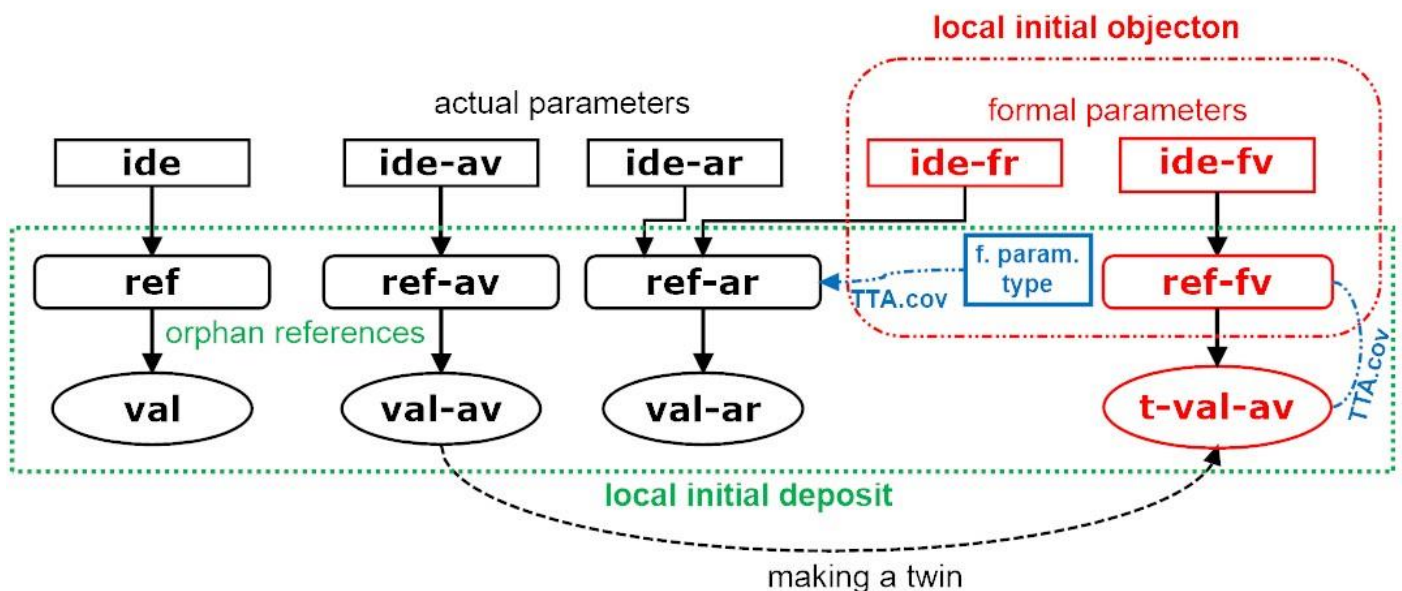 local initial objecton
actual parameters
formal parameters
ide
ide-av
ide-ar
ide-fr
ide-fv
ref
ref-av
ref-ar
TTA.cov
f. param.
type
ref-fv
orphan references
val
val-av
val-ar
t-val-av
TTA.cov
local initial deposit
making a twin